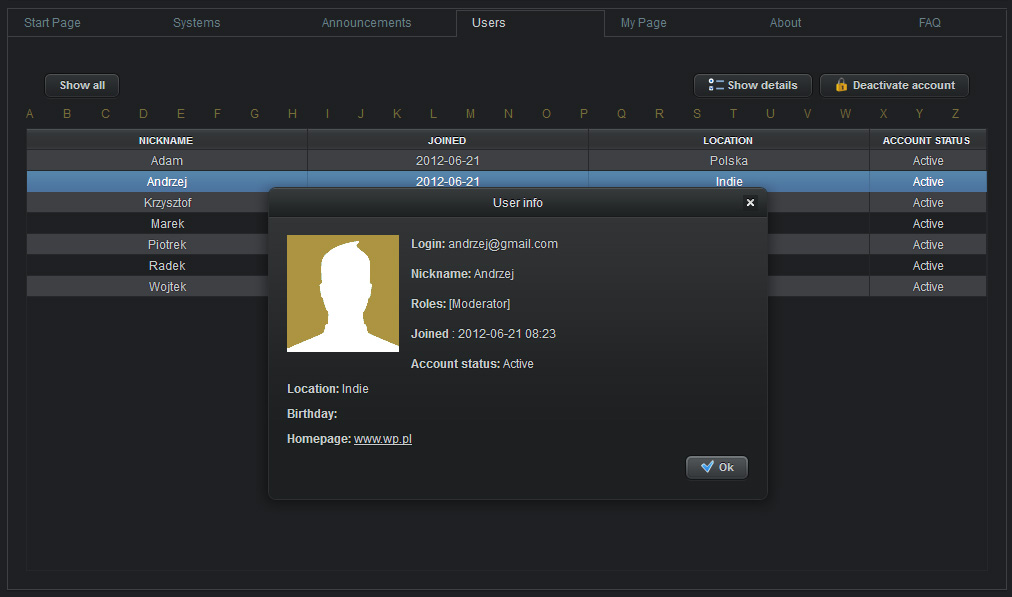 Start Page Systems Announcements Users My Page About FAQ
Show all Show details Deactivate account
A B C D E F G H I J K L M N O P Q R S T U V W X Y Z
NICKNAME JOINED LOCATION ACCOUNT STATUS
Adam 2012-06-21 Polska Active
Andrzej 2012-06-21 Indie Active
Krzysztof Active
Marek Active
Piotrek Active
Radek Active
Wojtek Active
User info
Login: andrzej@gmail.com
Nickname: Andrzej
Roles: [Moderator]
Joined : 2012-06-21 08:23
Account status: Active
Location: Indie
Birthday:
Homepage: www.wp.pl
Ok